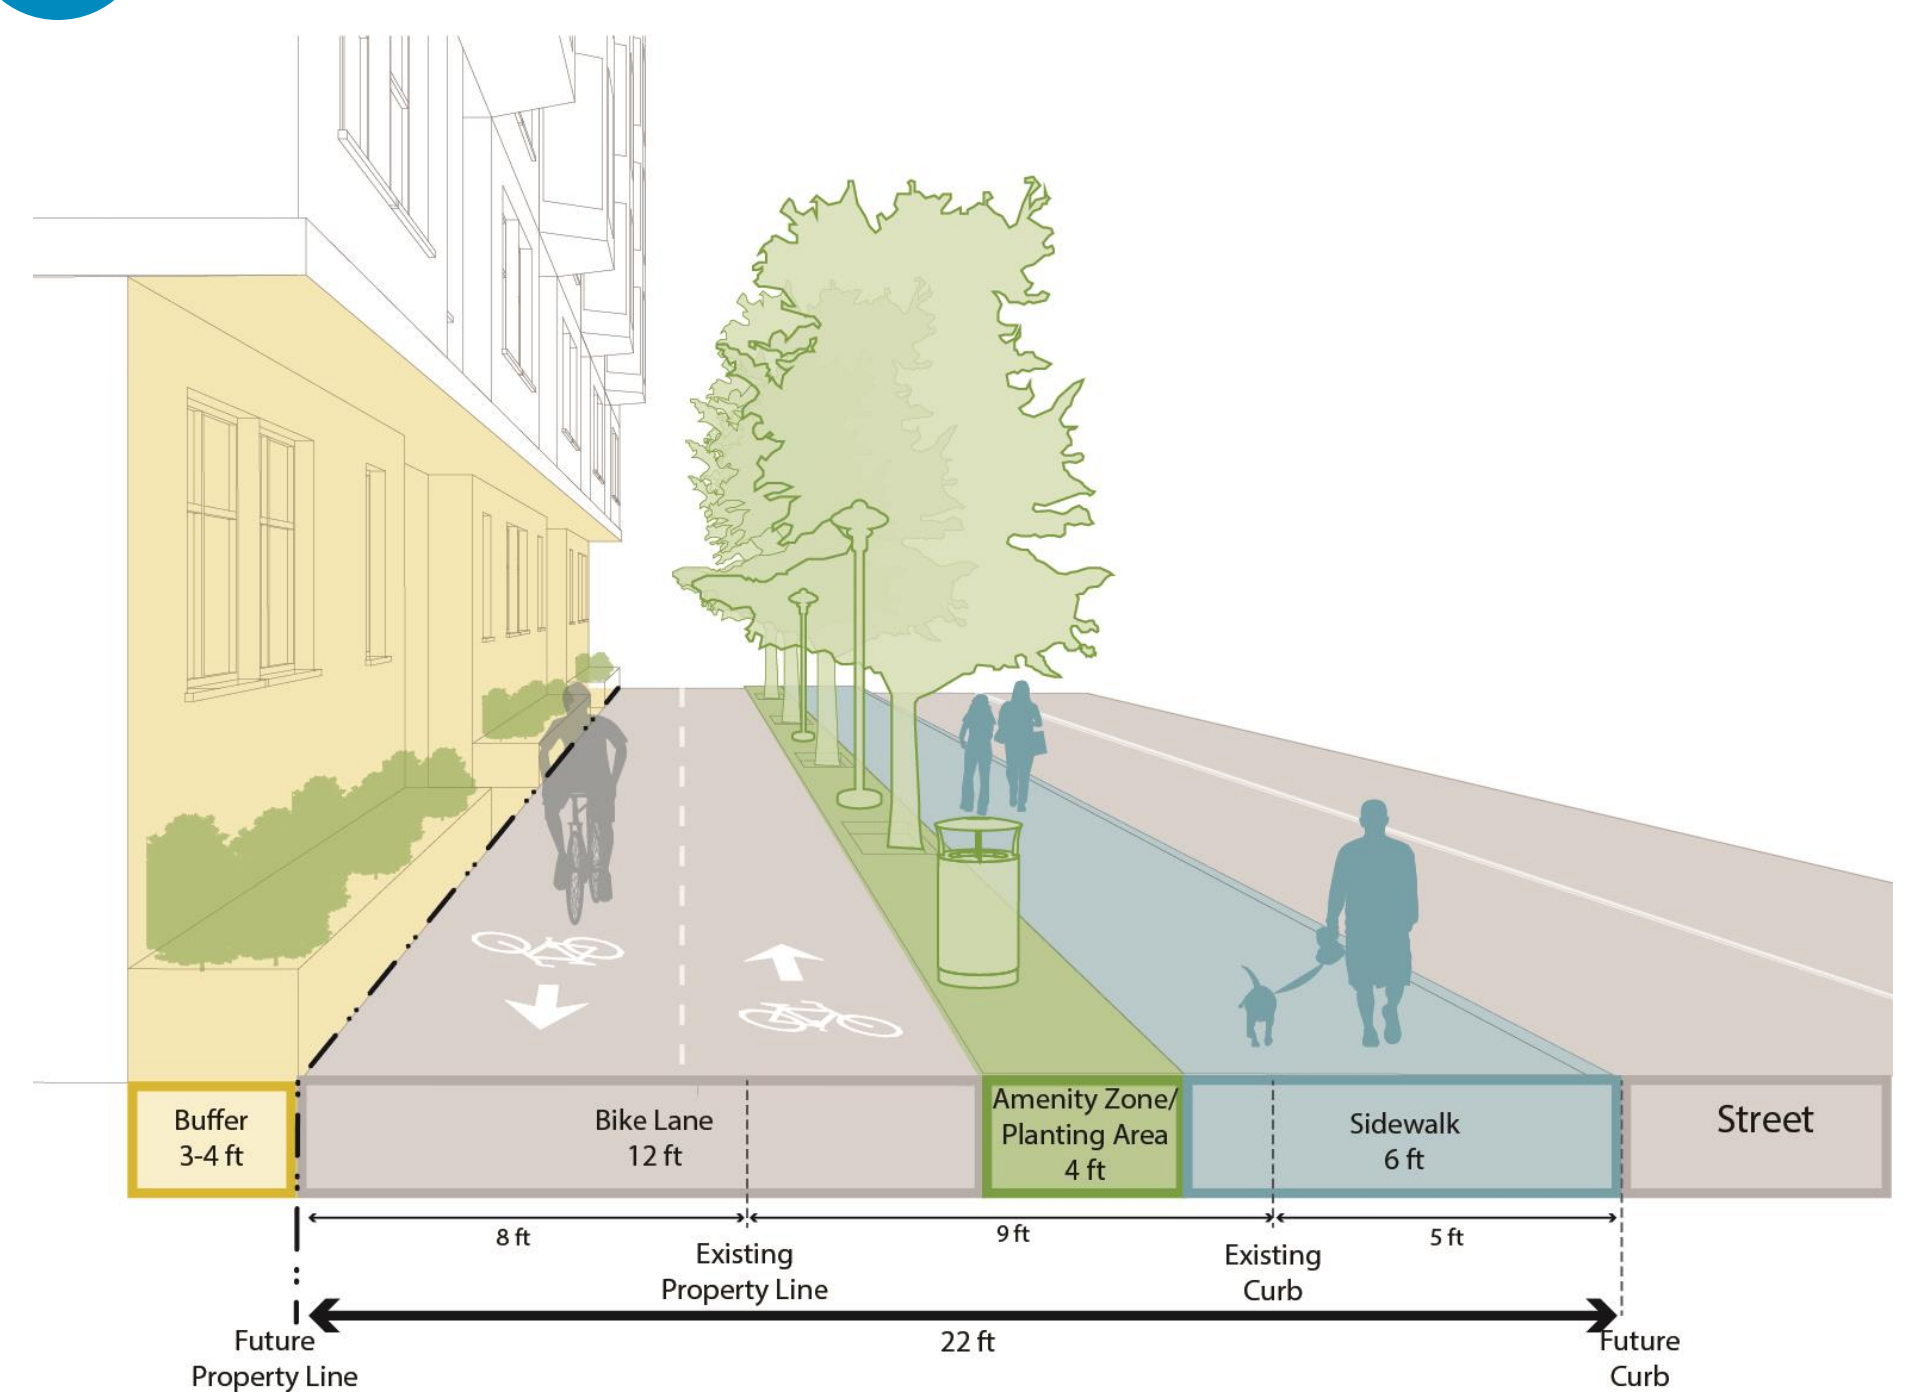 Buffer
3-4 ft
Bike Lane
12 ft
Amenity Zone/
Planting Area
4 ft
Sidewalk
6 ft
Street
8 ft
9 ft
5 ft
Existing
Property Line
Existing
Curb
22 ft
Future
Property Line
Future
Curb